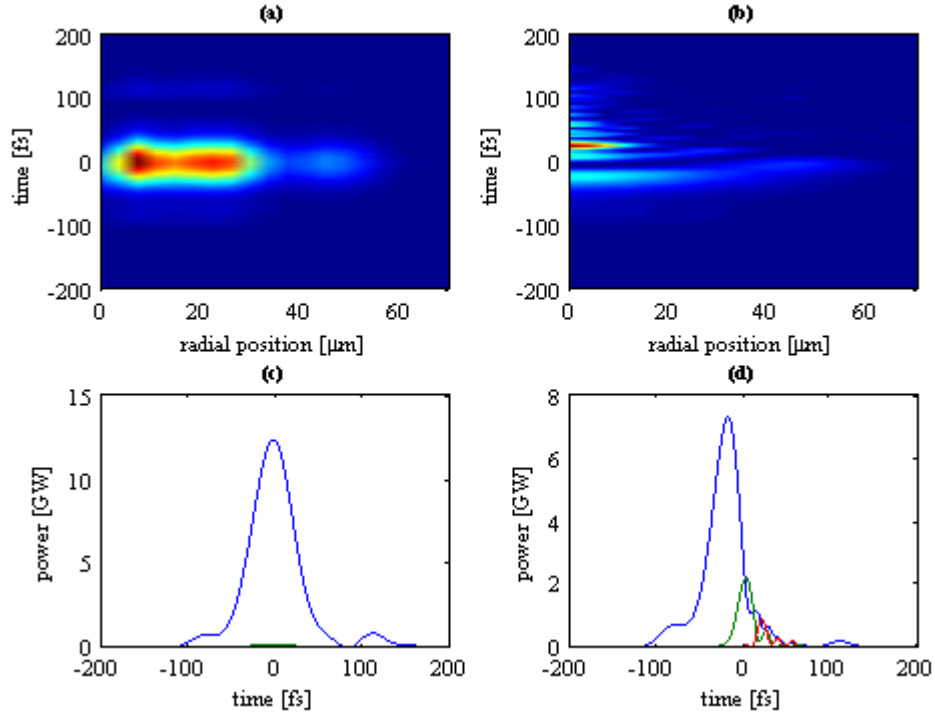 (a)
200
100
0
-100
-200
time [fs]
0 20 40 60
radial position [μm]
(b)
200
100
0
-100
-200
time [fs]
0 20 40 60
radial position [μm]
(c)
15
10
5
0
power [GW]
-200 -100 0 100 200
time [fs]
(d)
8
6
4
2
0
power [GW]
-200 -100 0 100 200
time [fs]